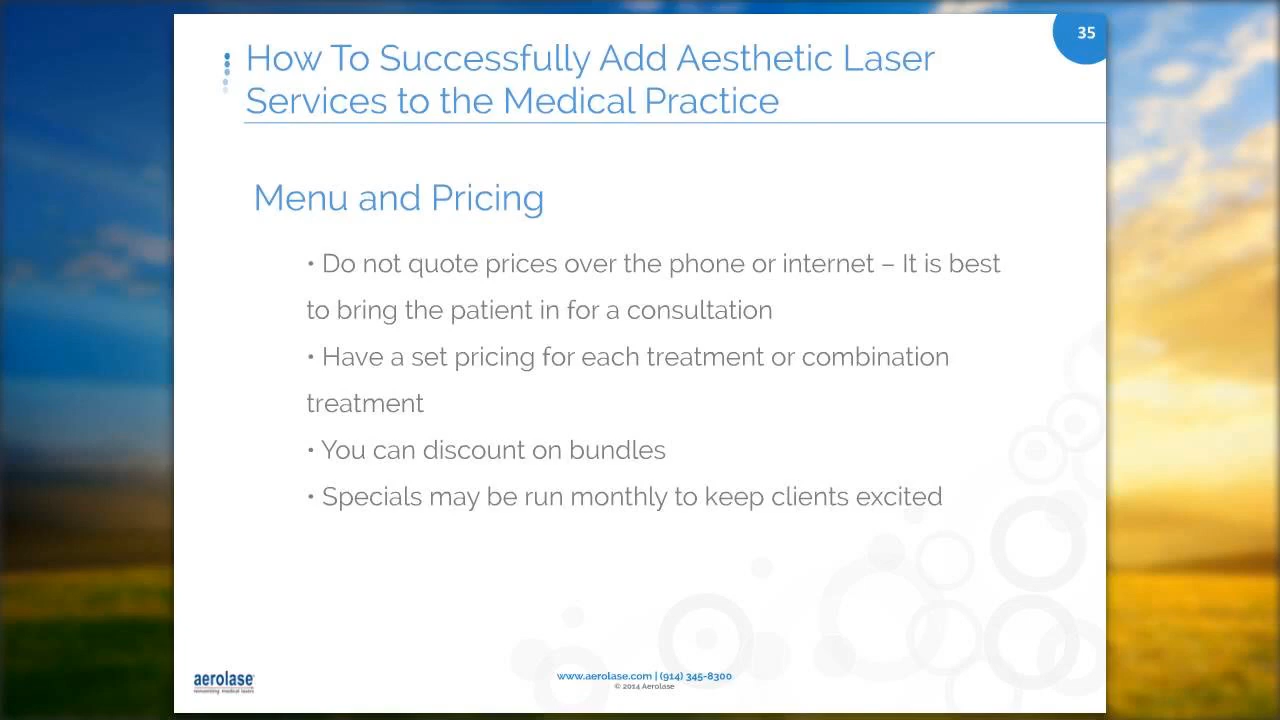 35
How To Successfully Add Aesthetic Laser
Services to the Medical Practice
Menu and Pricing
• Do not quote prices over the phone or internet – It is best
to bring the patient in for a consultation
• Have a set pricing for each treatment or combination
treatment
• You can discount on bundles
• Specials may be run monthly to keep clients excited
aerolase
reinventing medical lasers
www.aerolase.com | (914) 345-8300
© 2014 Aerolase